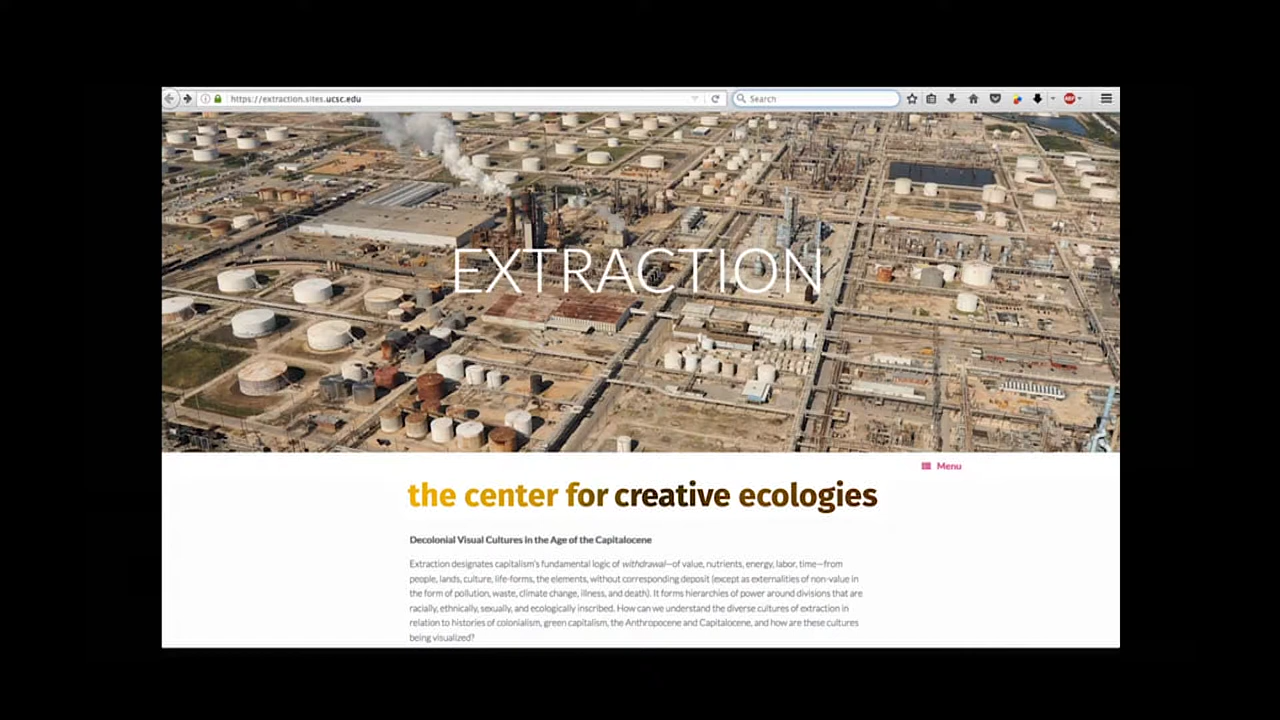 https://extraction.sites.ucsc.edu
Search
ABP
EXTRACTION
Menu
the center for creative ecologies
Decolonial Visual Cultures in the Age of the Capitalocene
Extraction designates capitalism's fundamental logic of withdrawal—of value, nutrients, energy, labor, time—from
people, lands, culture, life-forms, the elements, without corresponding deposit (except as externalities of non-value in
the form of pollution, waste, climate change, illness, and death). It forms hierarchies of power around divisions that are
racially, ethnically, sexually, and ecologically inscribed. How can we understand the diverse cultures of extraction in
relation to histories of colonialism, green capitalism, the Anthropocene and Capitalocene, and how are these cultures
being visualized?